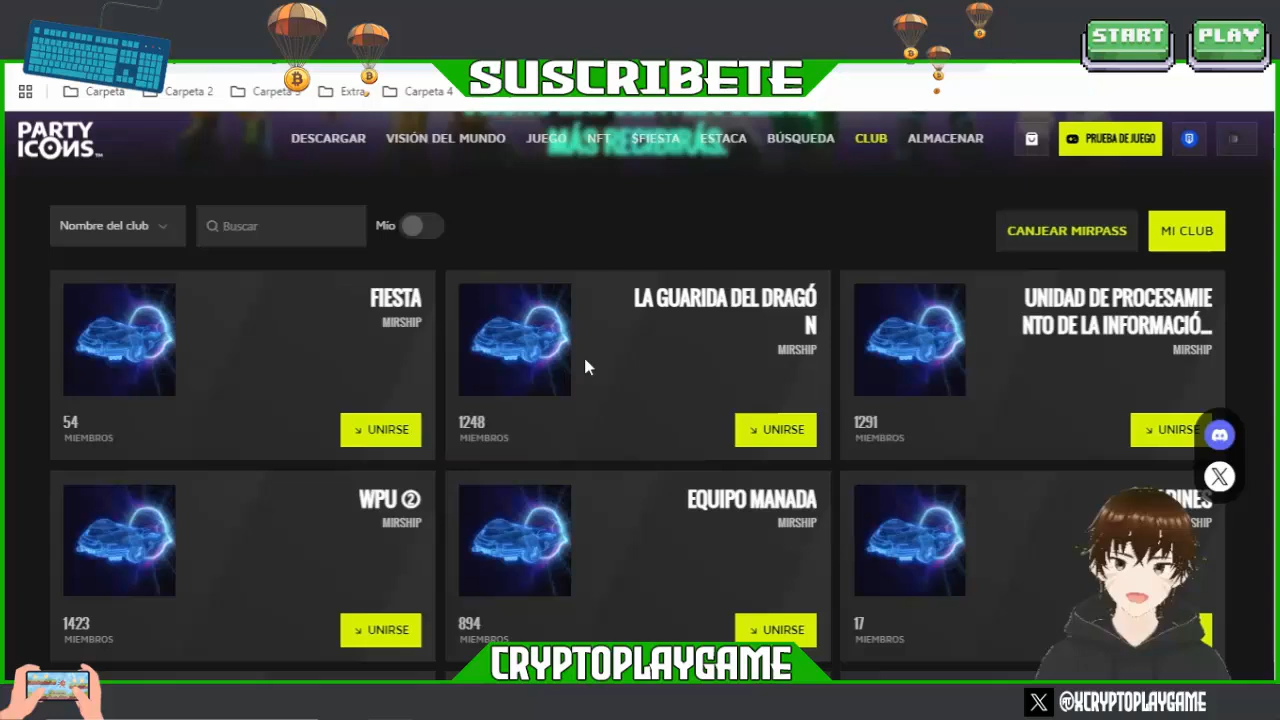 START
PLAY
SUSCRIBETE
Carpeta
Carpeta 2
Carpeta 3
Extra
Carpeta 4
PARTY
ICONS
DESCARGAR
VISIÓN DEL MUNDO
JUEGO
NFT
$FIESTA
ESTACA
BÚSQUEDA
CLUB
ALMACENAR
PRUEBA DE JUEGO
Nombre del club
Buscar
Mío
CANJEAR MIRPASS
MI CLUB
FIESTA
MIRSHIP
54
MIEMBROS
UNIRSE
LA GUARIDA DEL DRAGÓ
N
MIRSHIP
1248
MIEMBROS
UNIRSE
UNIDAD DE PROCESAMIE
NTO DE LA INFORMACIÓ...
MIRSHIP
1291
MIEMBROS
UNIRSE
WPU ②
MIRSHIP
1423
MIEMBROS
UNIRSE
EQUIPO MANADA
MIRSHIP
894
MIEMBROS
UNIRSE
17
MIEMBROS
CRYPTOPLAYGAME
@XCRYPTOPLAYGAME